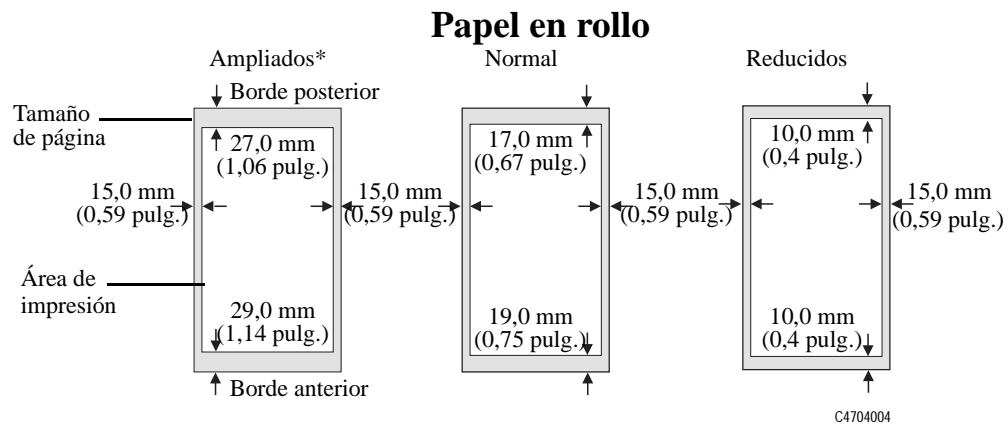 Papel en rollo
Ampliados*
Normal
Reducidos
Borde posterior
Tamaño
de página
27,0 mm
(1,06 pulg.)
17,0 mm
(0,67 pulg.)
10,0 mm
(0,4 pulg.)
15,0 mm
(0,59 pulg.)
15,0 mm
(0,59 pulg.)
15,0 mm
(0,59 pulg.)
15,0 mm
(0,59 pulg.)
Área de
impresión
29,0 mm
(1,14 pulg.)
19,0 mm
(0,75 pulg.)
10,0 mm
(0,4 pulg.)
Borde anterior
C4704004